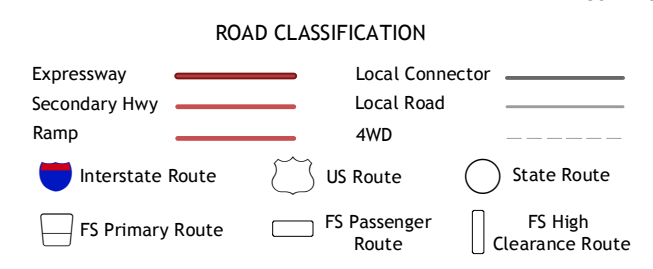 ROAD CLASSIFICATION
Expressway
Local Connector
Secondary Hwy
Local Road
Ramp
4WD
Interstate Route
US Route
State Route
FS Primary Route
FS Passenger
Route
FS High
Clearance Route